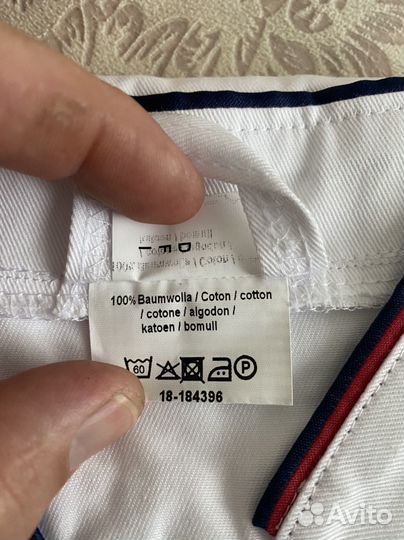 100% Baumwolla / Coton / cotton
/ cotone / algodon /
katoen / bomull
60 P
18-184396
Avito